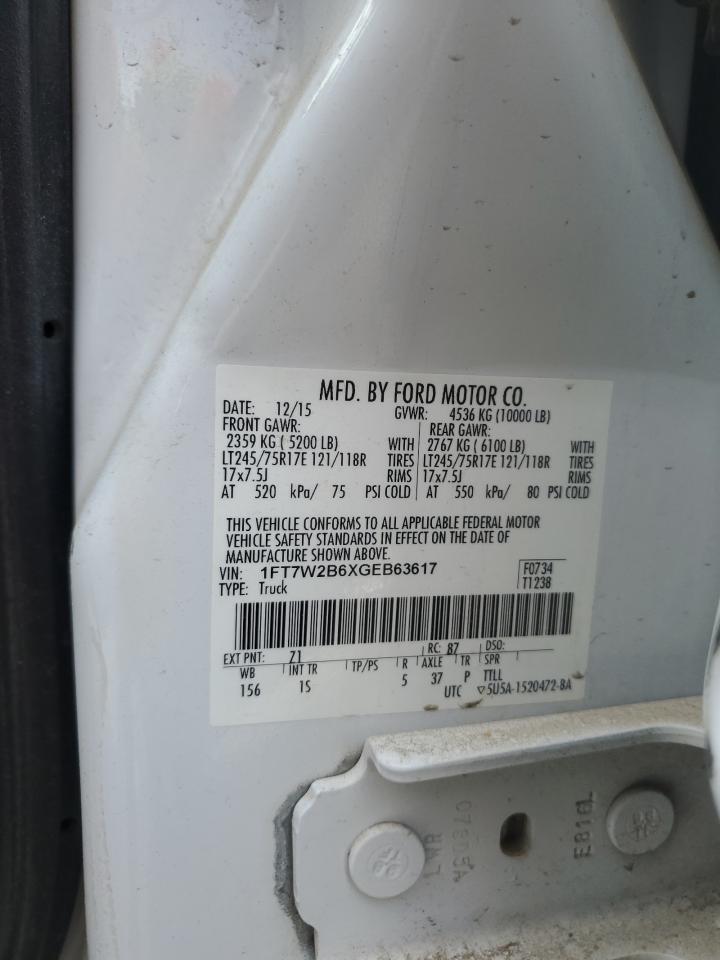 MFD. BY FORD MOTOR CO.
DATE: 12/15 GVWR: 4536 KG (10000 LB)
FRONT GAWR: REAR GAWR:
2359 KG ( 5200 LB) WITH 2767 KG ( 6100 LB) WITH
LT245/75R17E 121/118R TIRES LT245/75R17E 121/118R TIRES
17x7.5J RIMS 17x7.5J RIMS
AT 520 kPa/ 75 PSI COLD AT 550 kPa/ 80 PSI COLD
THIS VEHICLE CONFORMS TO ALL APPLICABLE FEDERAL MOTOR
VEHICLE SAFETY STANDARDS IN EFFECT ON THE DATE OF
MANUFACTURE SHOWN ABOVE.
VIN: 1FT7W2B6XGEB63617 F0734
TYPE: Truck T1238
EXT PNT: Z1 RC: 87 DSO:
WB INT TR TP/PS R AXLE TR SPR
156 1S 5 37 P TTLL
UTC ▽5U5A-1520472-BA
LWR
078D5A
E816L